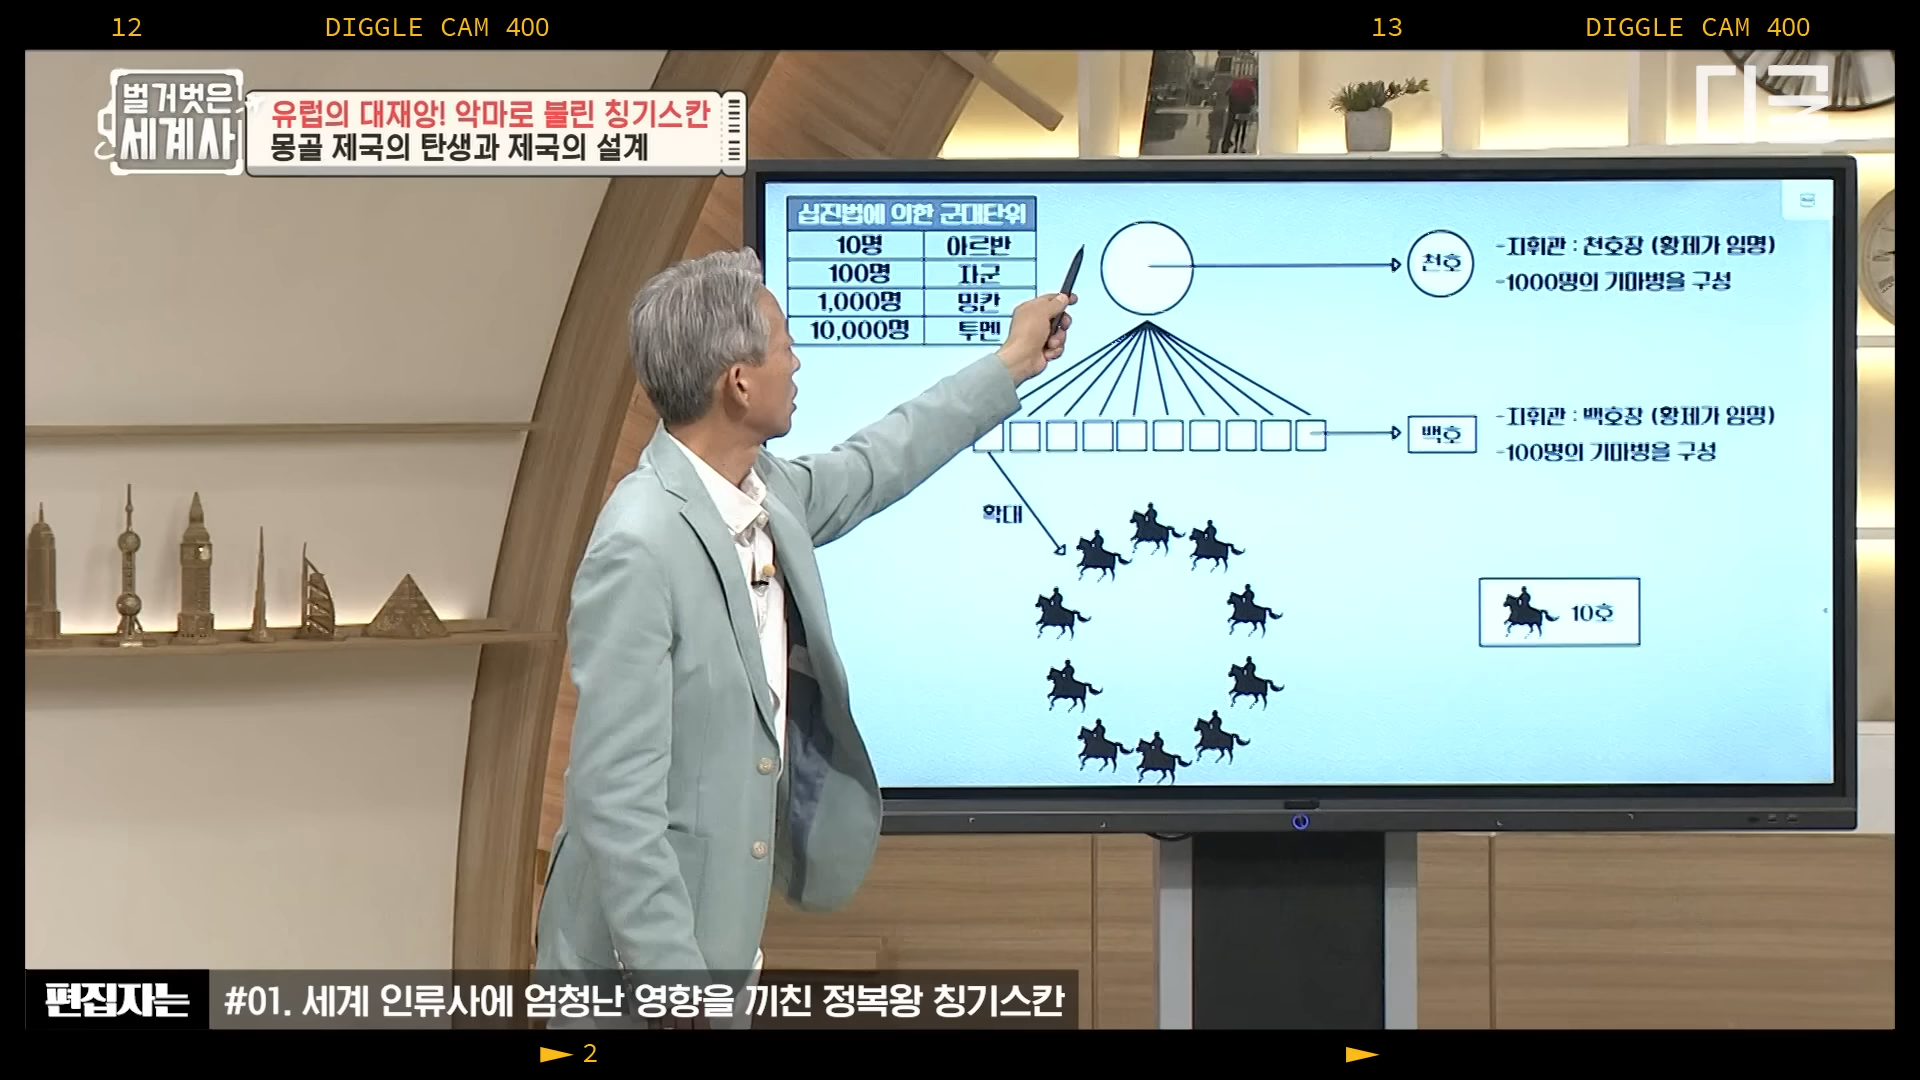 12 DIGGLE CAM 400 13 DIGGLE CAM 400
벌거벗은
세계사
유럽의 대재앙! 악마로 불린 칭기스칸
몽골 제국의 탄생과 제국의 설계
디글
십진법에 의한 군대단위
10명 아르반
100명 자군
1,000명 밍칸
10,000명 투멘
천호
-지휘관 : 천호장 (황제가 임명)
-1000명의 기마병을 구성
백호
-지휘관 : 백호장 (황제가 임명)
-100명의 기마병을 구성
확대
10호
편집자는
#01. 세계 인류사에 엄청난 영향을 끼친 정복왕 칭기스칸
2